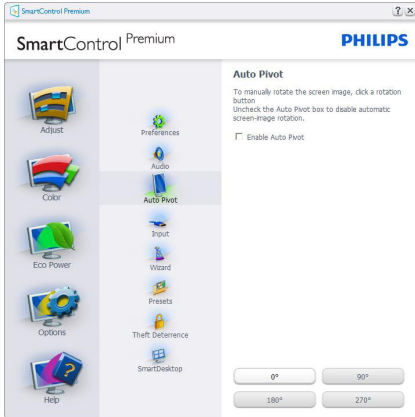 SmartControl Premium
? ×
SmartControl Premium
PHILIPS
Adjust
Color
Eco Power
Options
Help
Preferences
Audio
Auto Pivot
Input
Wizard
Presets
Theft Deterrence
SmartDesktop
Auto Pivot
To manually rotate the screen image, click a rotation
button
Uncheck the Auto Pivot box to disable automatic
screen-image rotation.
Enable Auto Pivot
0°
90°
180°
270°